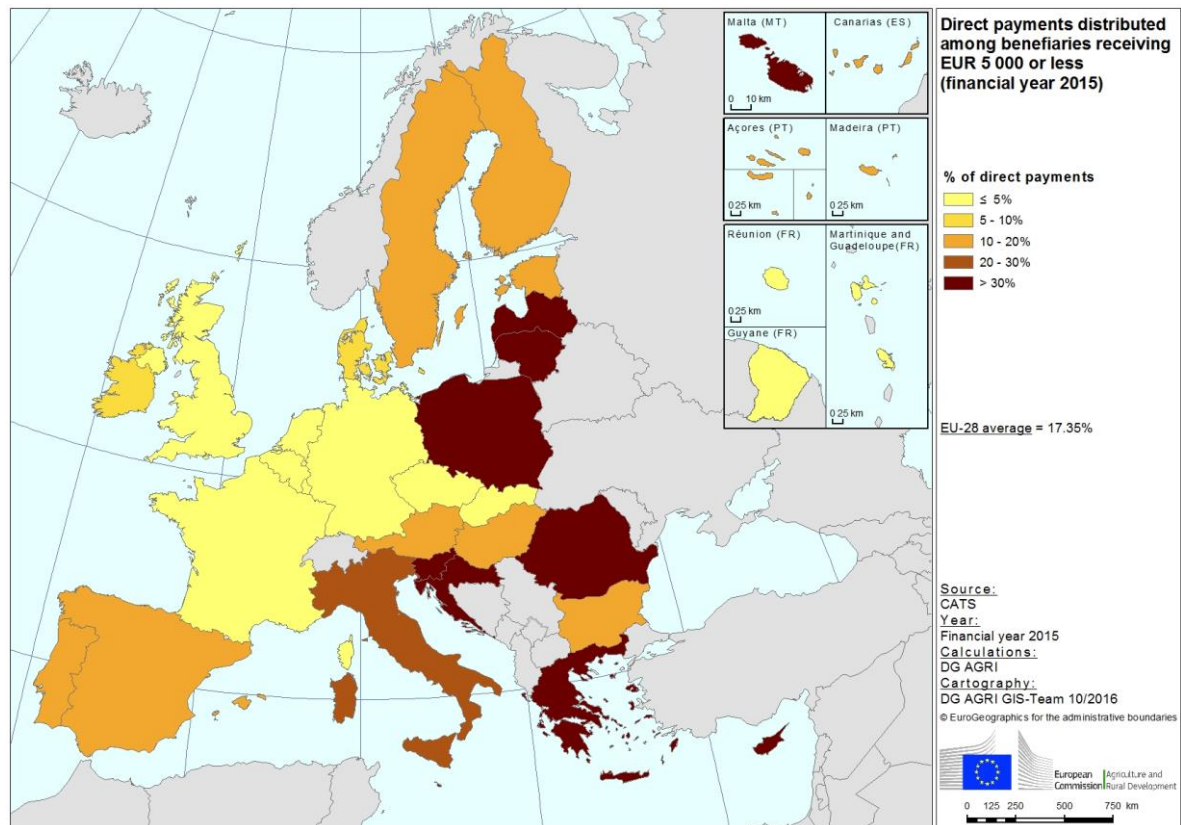 Malta (MT)
0 10 km
Canarias (ES)
Açores (PT)
0 25 km
Madeira (PT)
0 25 km
Réunion (FR)
0 25 km
Martinique and
Guadeloupe(FR)
0 25 km
Guyane (FR)
Direct payments distributed
among benefiaries receiving
EUR 5 000 or less
(financial year 2015)
% of direct payments
≤ 5%
5 - 10%
10 - 20%
20 - 30%
> 30%
EU-28 average = 17.35%
Source:
CATS
Year:
Financial year 2015
Calculations:
DG AGRI
Cartography:
DG AGRI GIS-Team 10/2016
© EuroGeographics for the administrative boundaries
European
Commission
Agriculture and
Rural Development
0 125 250 500 750 km